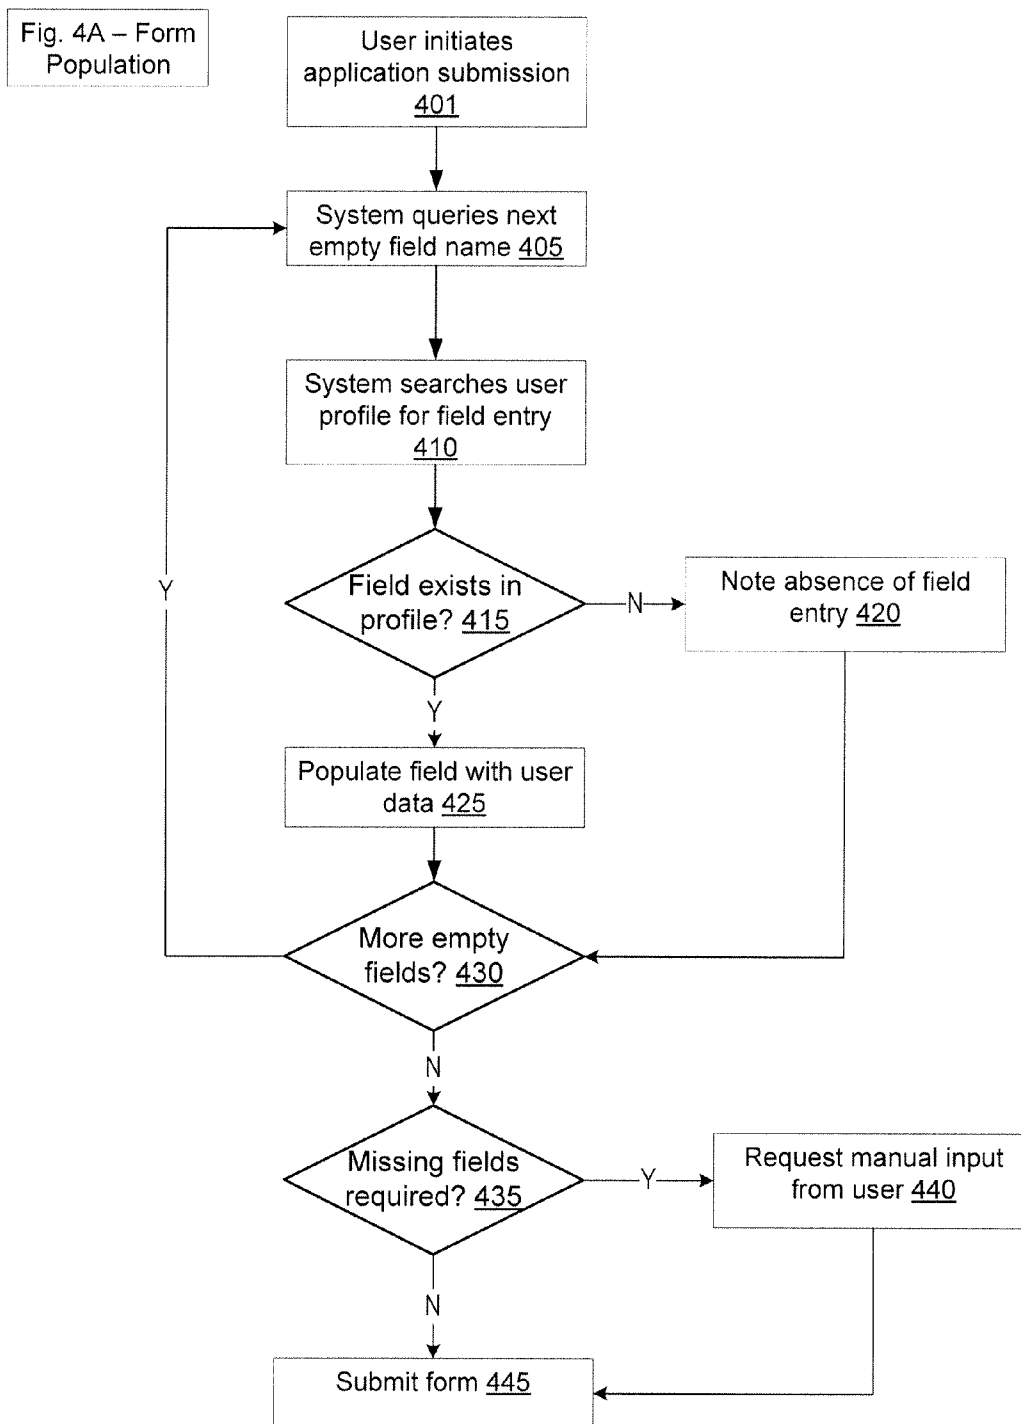 Fig. 4A – Form
Population
User initiates
application submission
401
System queries next
empty field name 405
System searches user
profile for field entry
410
Field exists in
profile? 415
N
Note absence of field
entry 420
Y
Y
Populate field with user
data 425
More empty
fields? 430
N
Missing fields
required? 435
Y
Request manual input
from user 440
N
Submit form 445